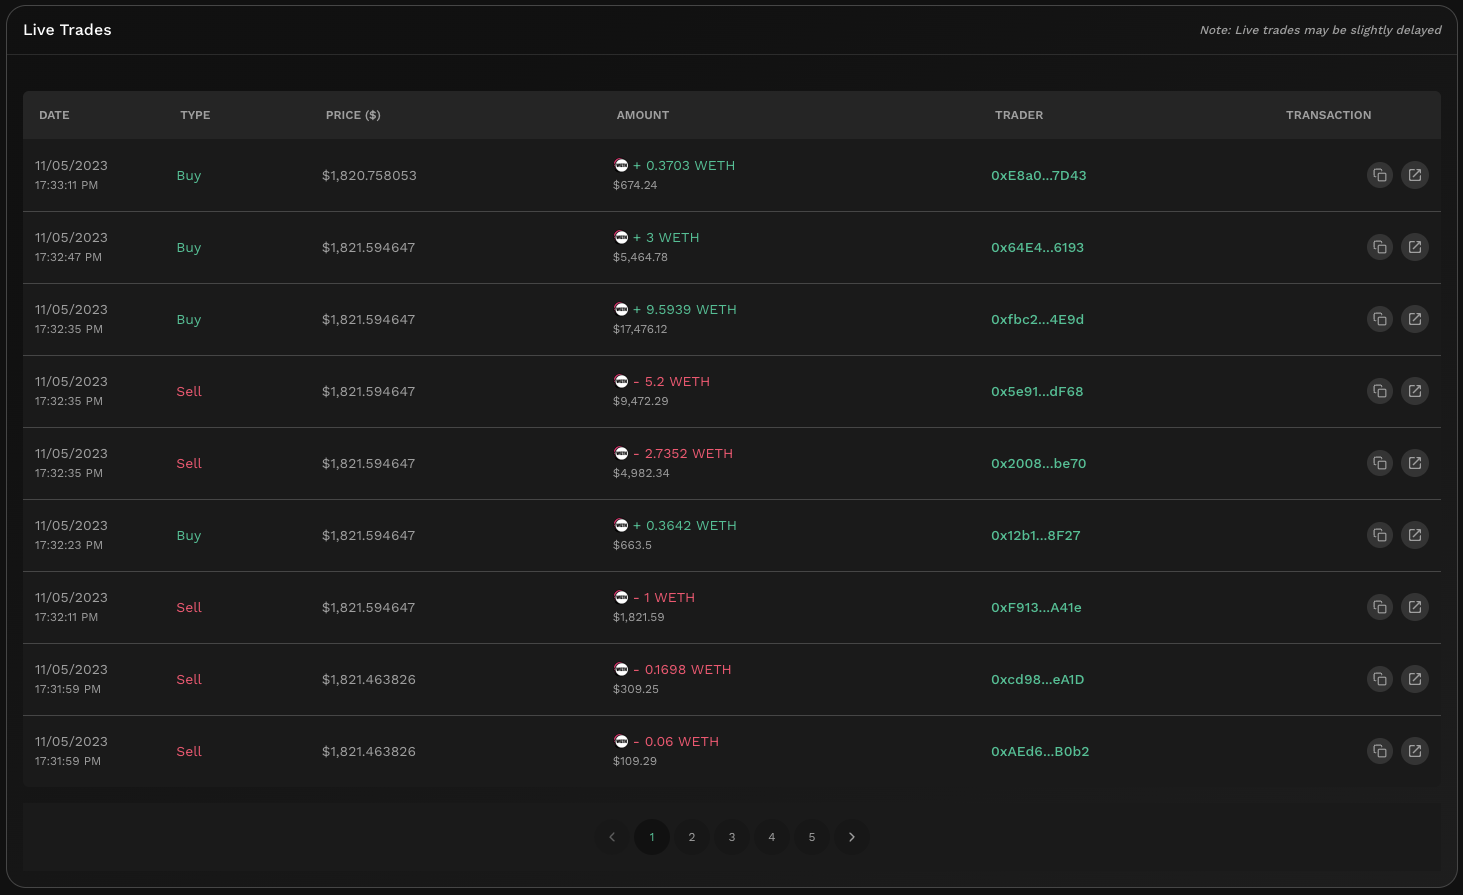 Live Trades
Note: Live trades may be slightly delayed
DATE TYPE PRICE ($) AMOUNT TRADER TRANSACTION
11/05/2023
17:33:11 PM
Buy
$1,820.758053
WETH + 0.3703 WETH
$674.24
0xE8a0...7D43
11/05/2023
17:32:47 PM
Buy
$1,821.594647
WETH + 3 WETH
$5,464.78
0x64E4...6193
11/05/2023
17:32:35 PM
Buy
$1,821.594647
WETH + 9.5939 WETH
$17,476.12
0xfbc2...4E9d
11/05/2023
17:32:35 PM
Sell
$1,821.594647
WETH - 5.2 WETH
$9,472.29
0x5e91...dF68
11/05/2023
17:32:35 PM
Sell
$1,821.594647
WETH - 2.7352 WETH
$4,982.34
0x2008...be70
11/05/2023
17:32:23 PM
Buy
$1,821.594647
WETH + 0.3642 WETH
$663.5
0x12b1...8F27
11/05/2023
17:32:11 PM
Sell
$1,821.594647
WETH - 1 WETH
$1,821.59
0xF913...A41e
11/05/2023
17:31:59 PM
Sell
$1,821.463826
WETH - 0.1698 WETH
$309.25
0xcd98...eA1D
11/05/2023
17:31:59 PM
Sell
$1,821.463826
WETH - 0.06 WETH
$109.29
0xAEd6...B0b2
1 2 3 4 5